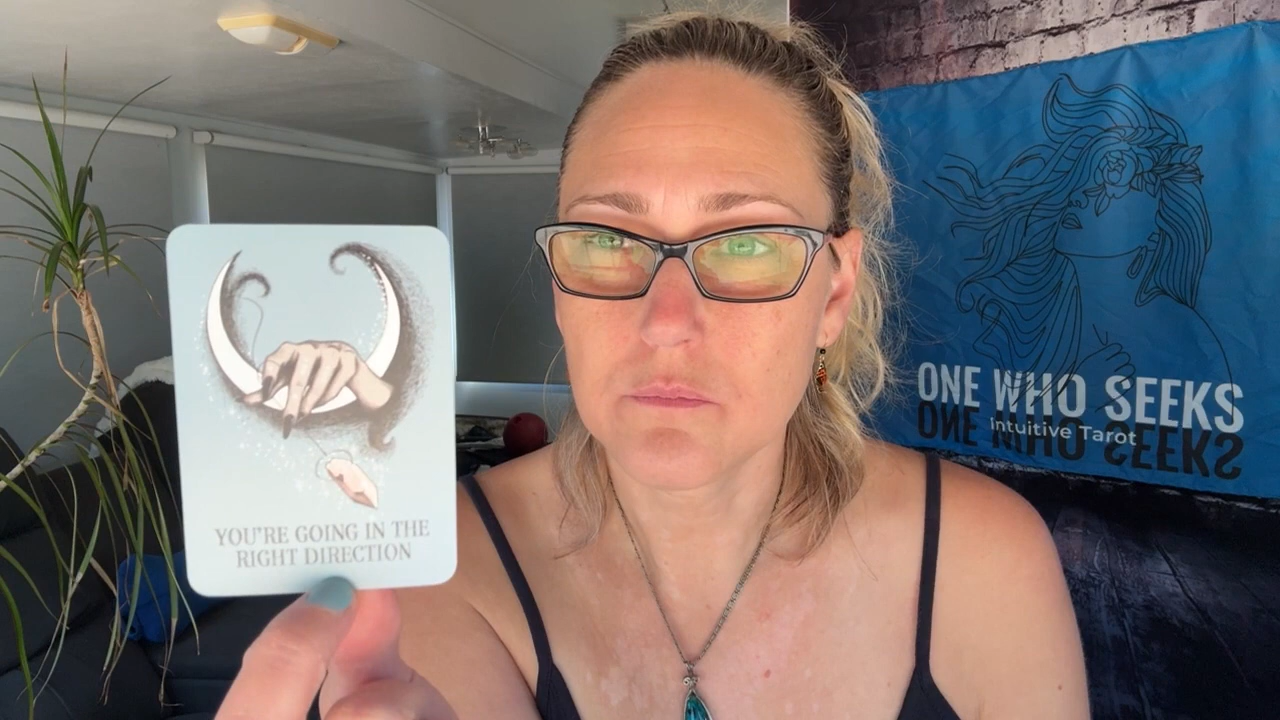 YOU'RE GOING IN THE
RIGHT DIRECTION
ONE WHO SEEKS
Intuitive Tarot
ONE WHO SEEKS